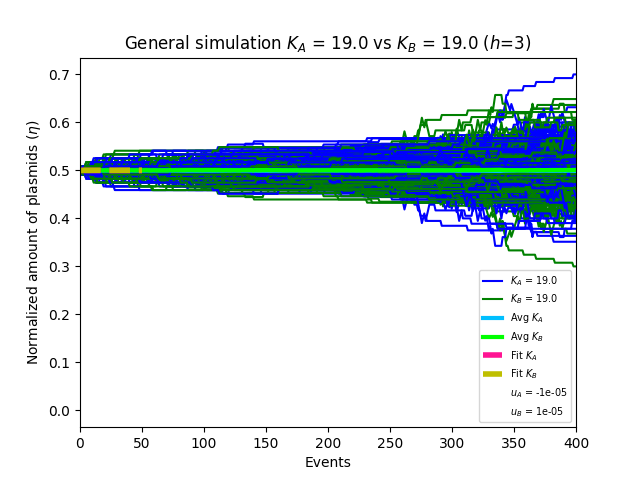 General simulation K_A = 19.0 vs K_B = 19.0 (h=3)
Normalized amount of plasmids (η)
0.7
0.6
0.5
0.4
0.3
0.2
0.1
0.0
K_A = 19.0
K_B = 19.0
Avg K_A
Avg K_B
Fit K_A
Fit K_B
u_A = -1e-05
u_B = 1e-05
0 50 100 150 200 250 300 350 400
Events